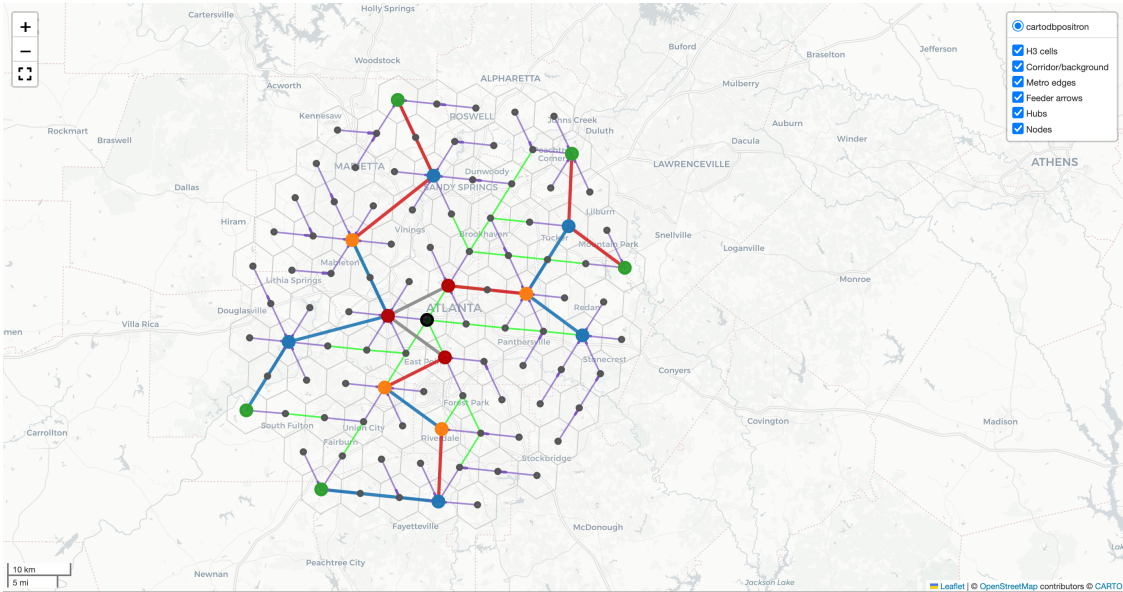 Cartersville
Holly Springs
+
−
cartodbpositron
H3 cells
Corridor/background
Metro edges
Feeder arrows
Hubs
Nodes
Buford
Jefferson
Braselton
Woodstock
ALPHARETTA
Mulberry
Acworth
Kennesaw
ROSWELL
Johns Creek
Duluth
Auburn
Rockmart
Braswell
Dacula
Winder
Corners
LAWRENCEVILLE
ATHENS
MARIETTA
Dunwoody
SANDY SPRINGS
Dallas
Lilburn
Hiram
Vinings
Brookhaven
Tucker
Mountain Park
Snellville
Loganville
Mableton
Lithia Springs
Monroe
Douglasville
ATLANTA
Redan
Villa Rica
Panthersville
Stonecrest
Conyers
Forest Park
South Fulton
Union City
Riverdale
Covington
Madison
Carrollton
Fairburn
Stockbridge
Fayetteville
McDonough
Peachtree City
Newnan
Jackson Lake
10 km
5 mi
Leaflet | © OpenStreetMap contributors © CARTO